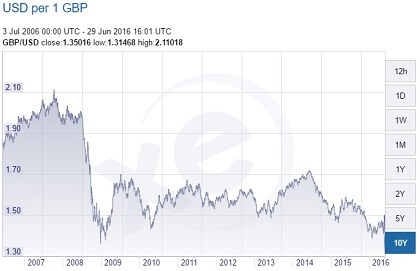 USD per 1 GBP
3 Jul 2006 00:00 UTC - 29 Jun 2016 16:01 UTC
GBP/USD close:1.35016 low:1.31468 high:2.11018
2.10
1.90
1.70
1.50
1.30
2007 2008 2009 2010 2011 2012 2013 2014 2015 2016
12h
1D
1W
1M
1Y
2Y
5Y
10Y
xe